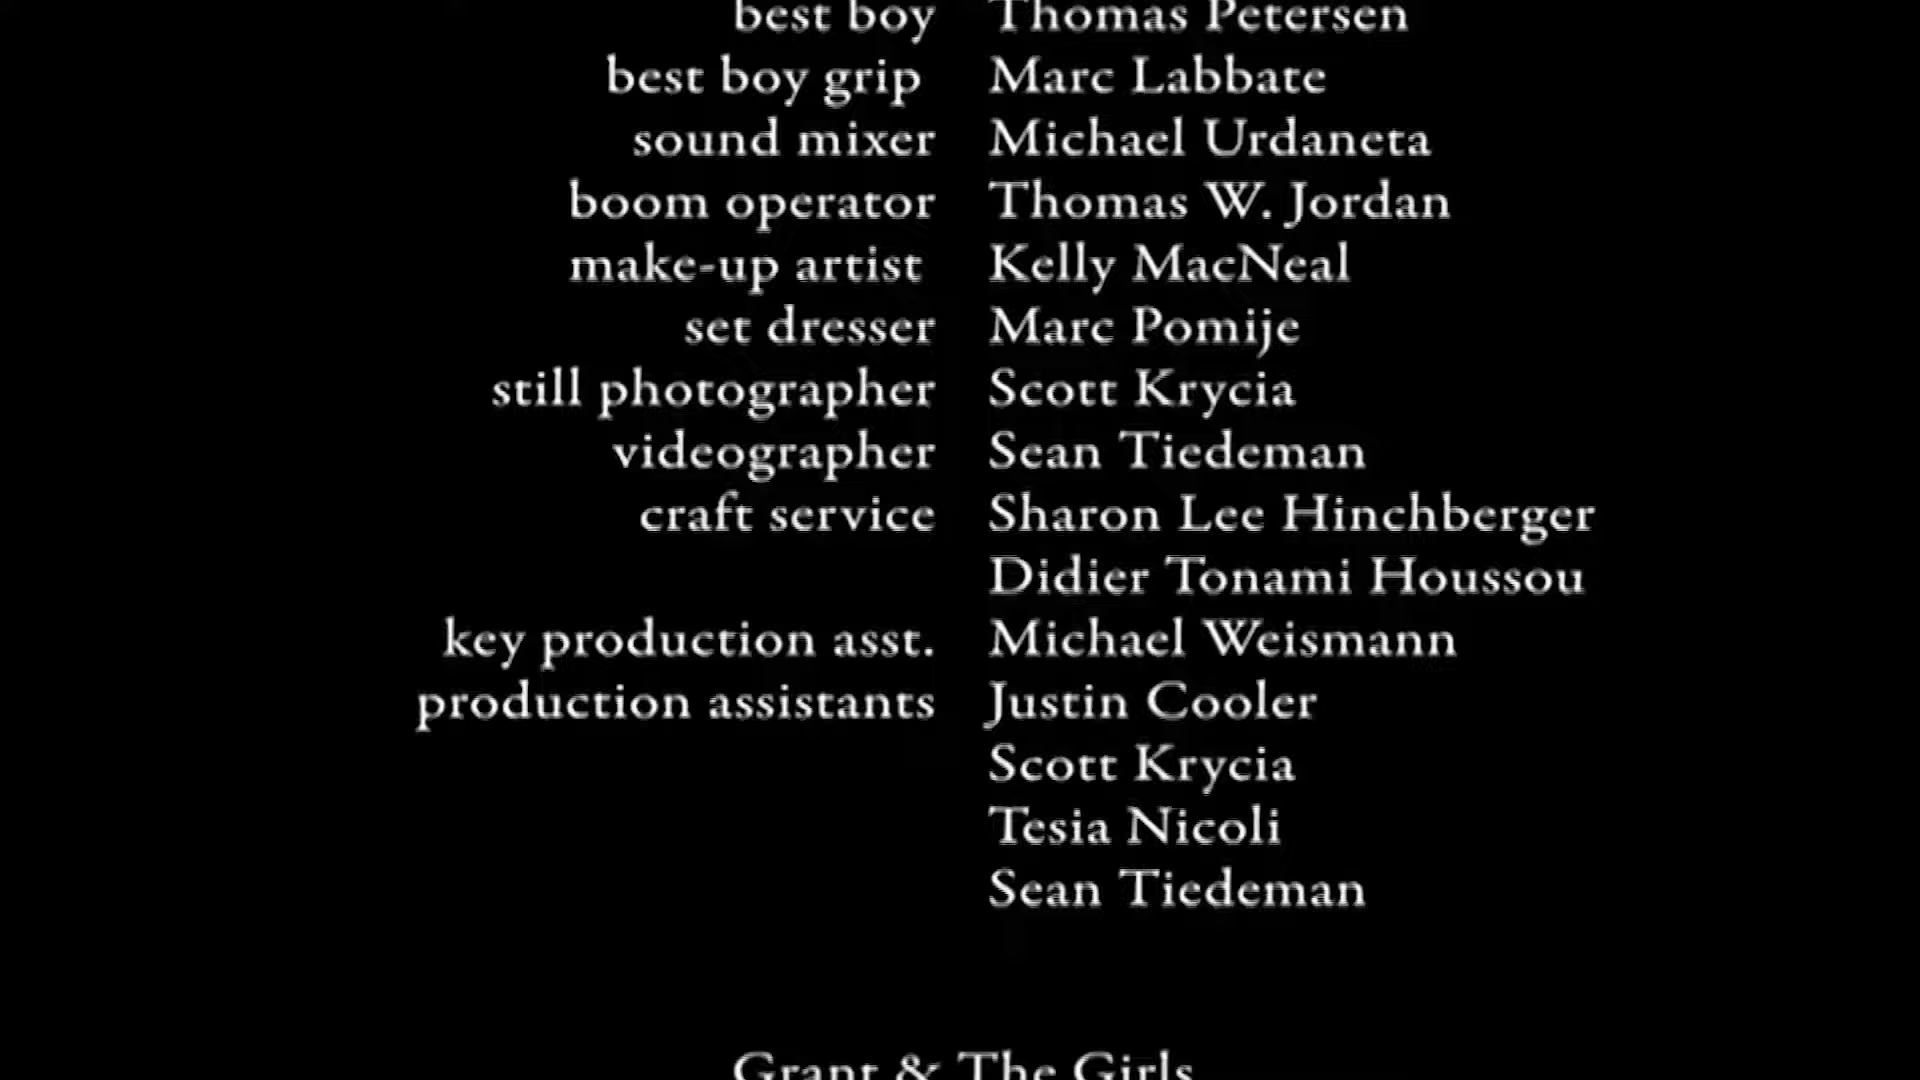 best boy Thomas Petersen
best boy grip Marc Labbate
sound mixer Michael Urdaneta
boom operator Thomas W. Jordan
make-up artist Kelly MacNeal
set dresser Marc Pomije
still photographer Scott Krycia
videographer Sean Tiedeman
craft service Sharon Lee Hinchberger
Didier Tonami Houssou
key production asst. Michael Weismann
production assistants Justin Cooler
Scott Krycia
Tesia Nicoli
Sean Tiedeman
Grant & The Girls